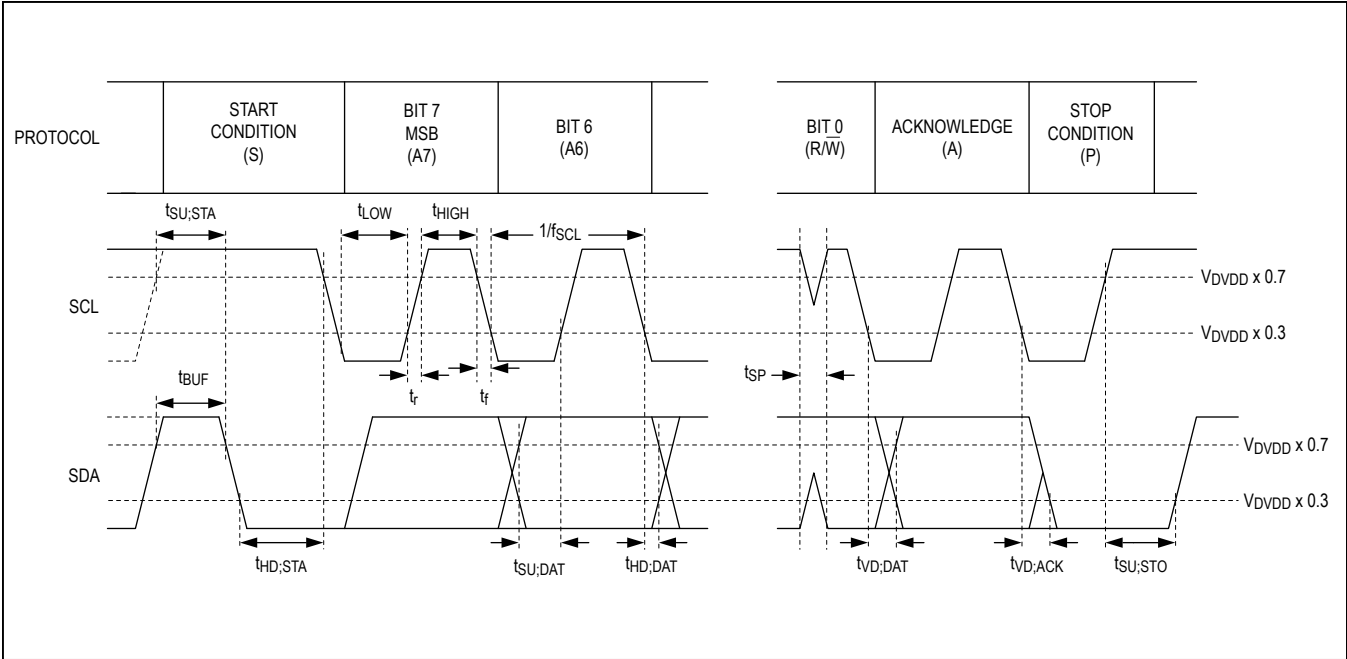 PROTOCOL
START
CONDITION
(S)
BIT 7
MSB
(A7)
BIT 6
(A6)
BIT 0
(R/W̅)
ACKNOWLEDGE
(A)
STOP
CONDITION
(P)
tSU;STA
tLOW
tHIGH
1/fSCL
SCL
VDVDD x 0.7
VDVDD x 0.3
tBUF
tr
tf
tSP
SDA
VDVDD x 0.7
VDVDD x 0.3
tHD;STA
tSU;DAT
tHD;DAT
tVD;DAT
tVD;ACK
tSU;STO